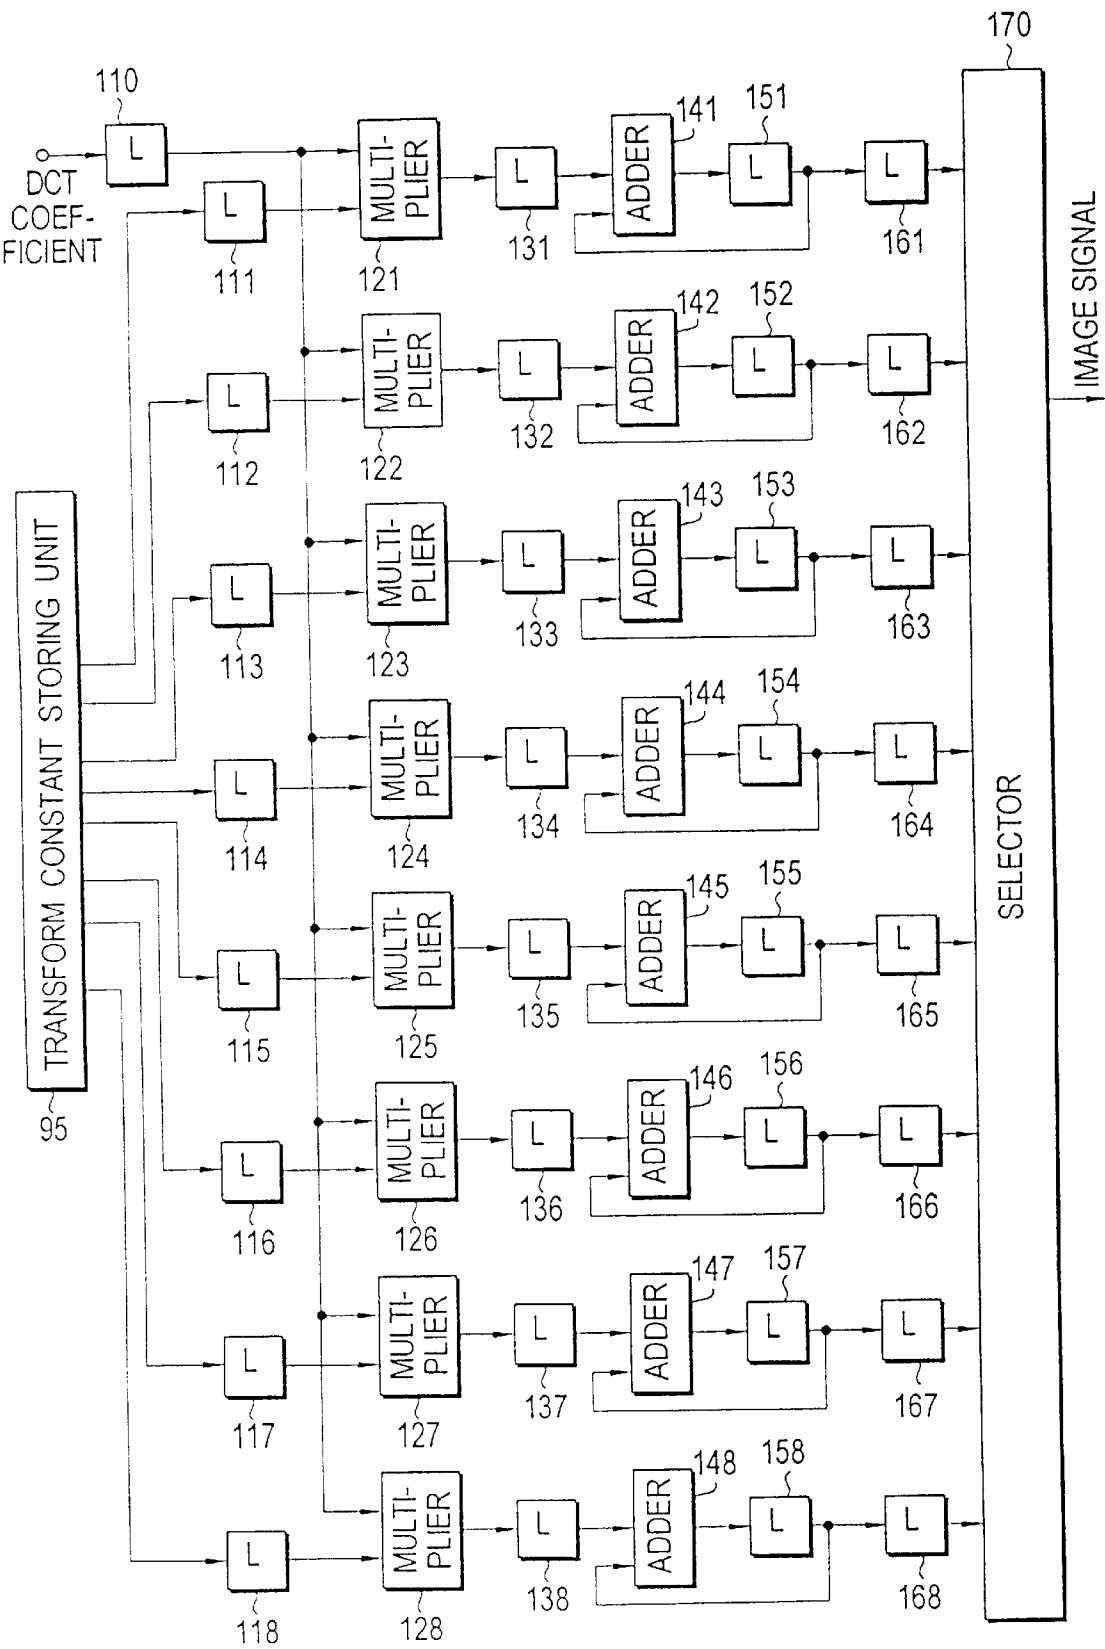 170
110
L
DCT
COEF-
FICIENT
L
111
MULTI-
PLIER
121
L
131
ADDER
141
L
151
L
161
L
112
MULTI-
PLIER
122
L
132
ADDER
142
L
152
L
162
IMAGE SIGNAL
TRANSFORM CONSTANT STORING UNIT
95
L
113
MULTI-
PLIER
123
L
133
ADDER
143
L
153
L
163
L
114
MULTI-
PLIER
124
L
134
ADDER
144
L
154
L
164
SELECTOR
L
115
MULTI-
PLIER
125
L
135
ADDER
145
L
155
L
165
L
116
MULTI-
PLIER
126
L
136
ADDER
146
L
156
L
166
L
117
MULTI-
PLIER
127
L
137
ADDER
147
L
157
L
167
L
118
MULTI-
PLIER
128
L
138
ADDER
148
L
158
L
168